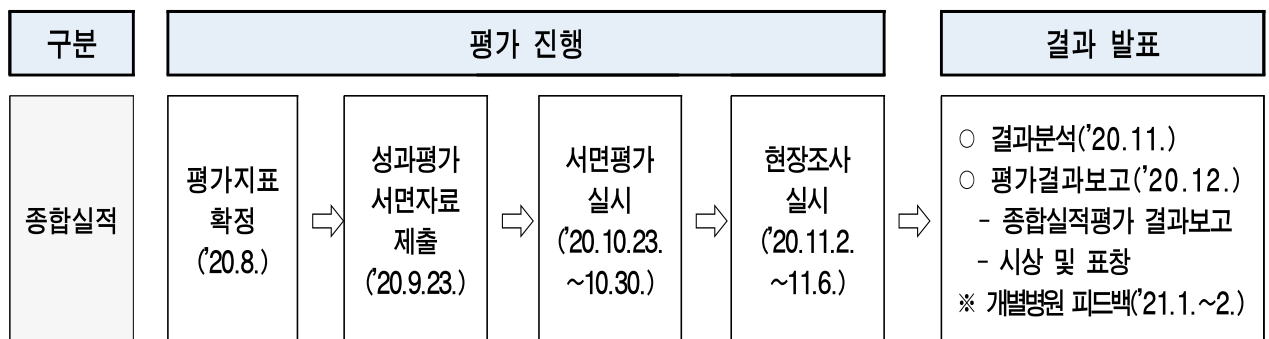 구분
평가 진행
결과 발표
종합실적
평가지표
확정
('20.8.)
성과평가
서면자료
제출
('20.9.23.)
서면평가
실시
('20.10.23.
~10.30.)
현장조사
실시
('20.11.2.
~11.6.)
○ 결과분석('20.11.)
○ 평가결과보고('20.12.)
- 종합실적평가 결과보고
- 시상 및 표창
※ 개별병원 피드백('21.1.~2.)